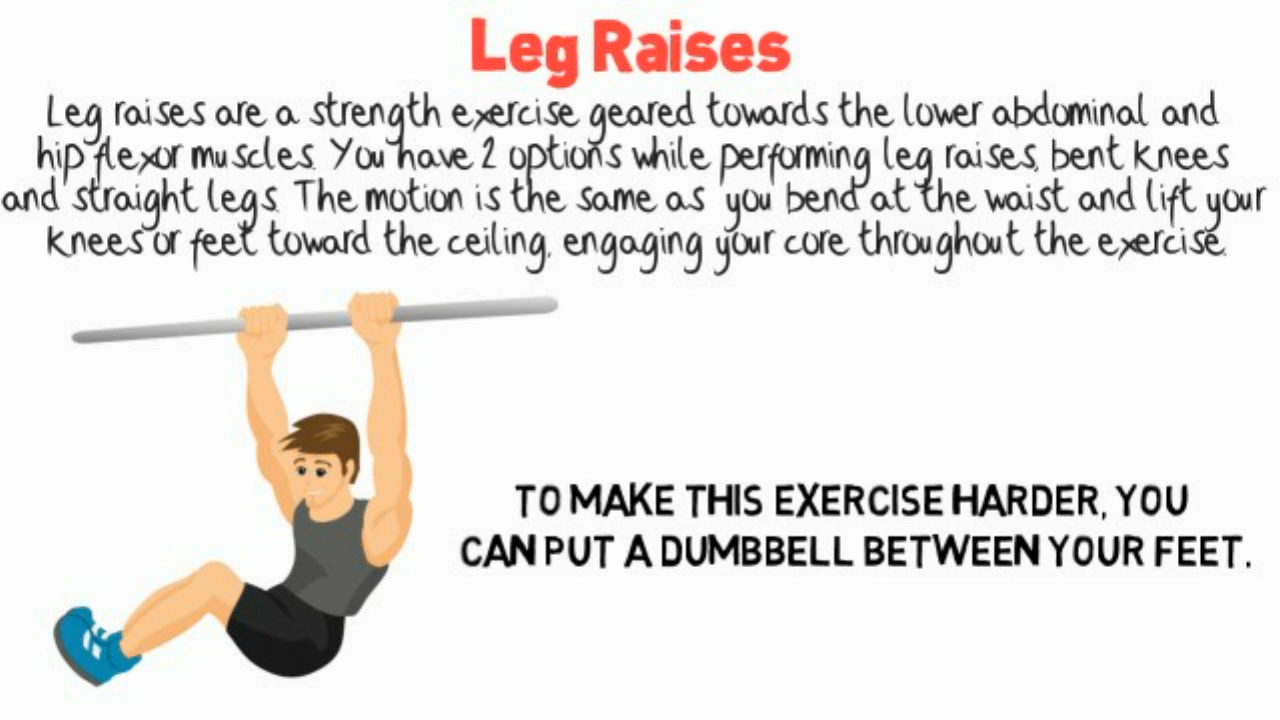 Leg Raises
Leg raises are a strength exercise geared towards the lower abdominal and
hip flexor muscles. You have 2 options while performing leg raises, bent knees
and straight legs. The motion is the same as you bend at the waist and lift your
knees or feet toward the ceiling, engaging your core throughout the exercise.
TO MAKE THIS EXERCISE HARDER, YOU
CAN PUT A DUMBBELL BETWEEN YOUR FEET.